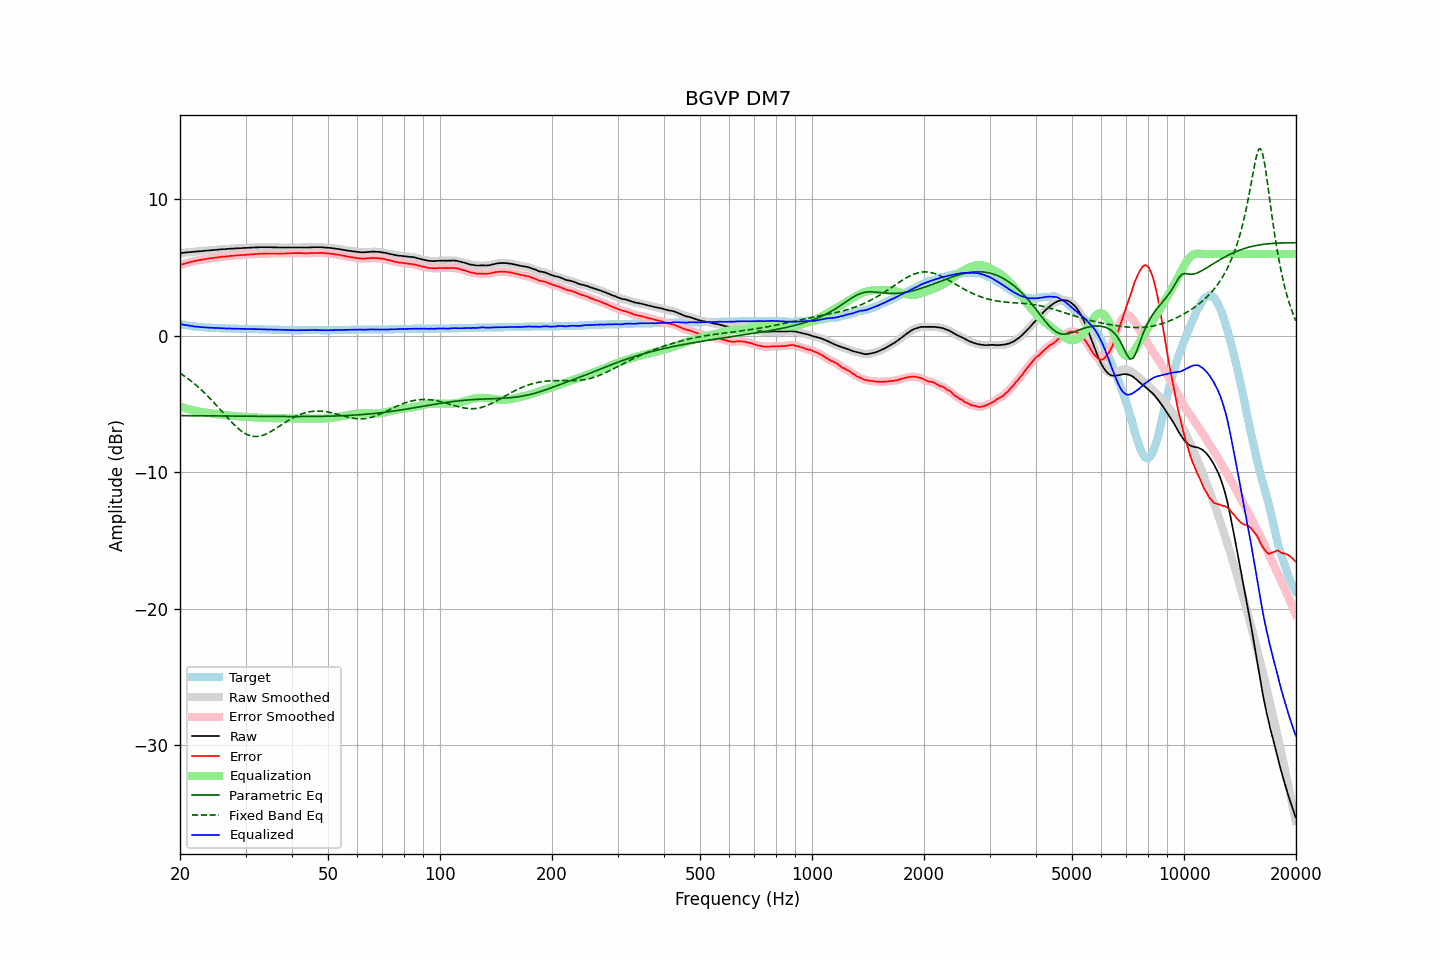 BGVP DM7
Amplitude (dBr)
10
0
−10
−20
−30
Target
Raw Smoothed
Error Smoothed
Raw
Error
Equalization
Parametric Eq
Fixed Band Eq
Equalized
20 50 100 200 500 1000 2000 5000 10000 20000
Frequency (Hz)